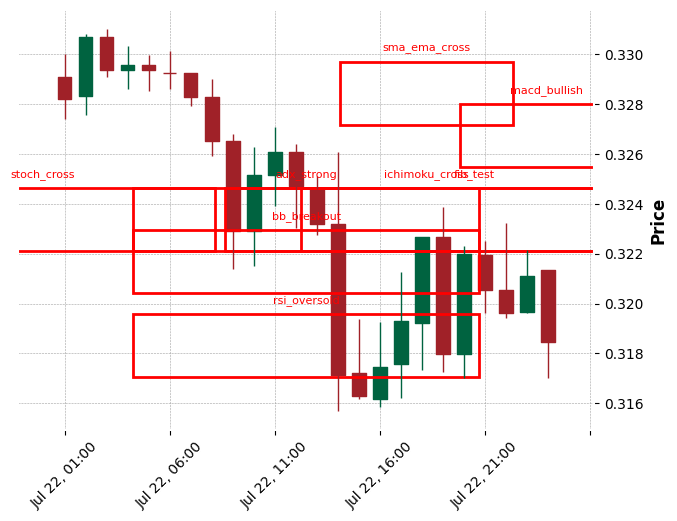 sma_ema_cross
macd_bullish
stoch_cross
ichimoku_cross
bb_breakout
rsi_oversold
0.330
0.328
0.326
0.324
0.322
0.320
0.318
0.316
Price
Jul 22, 01:00
Jul 22, 06:00
Jul 22, 11:00
Jul 22, 16:00
Jul 22, 21:00